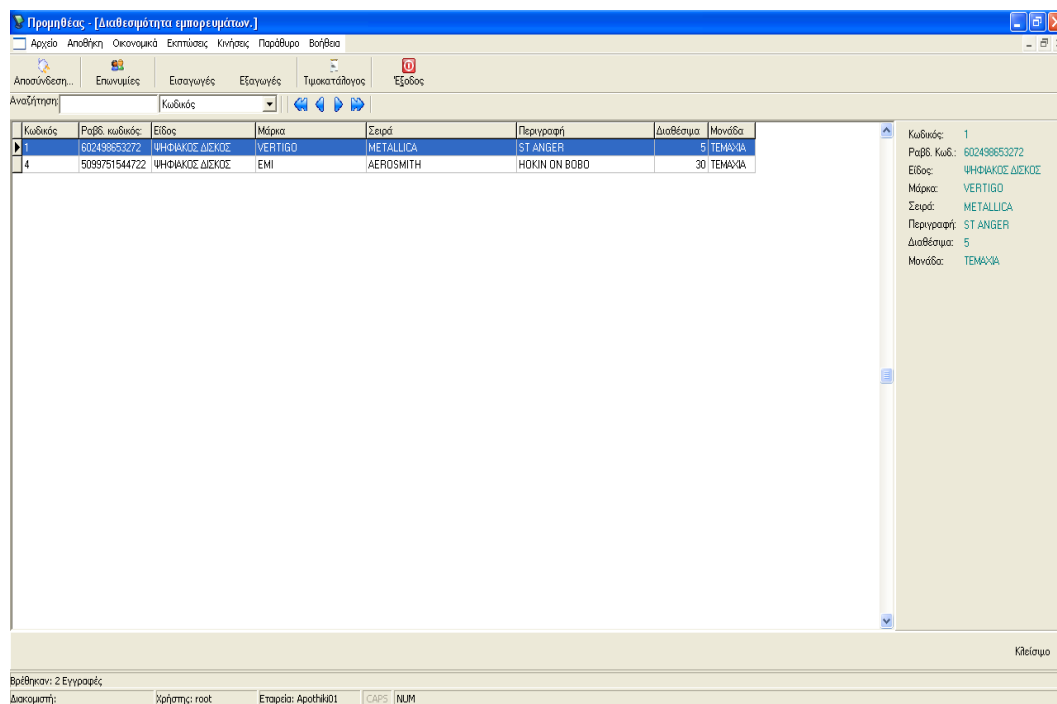 Προμηθέας - [Διαθεσιμότητα εμπορευμάτων.]
Αρχείο Αποθήκη Οικονομικά Εκπτώσεις Κινήσεις Παράθυρο Βοήθεια
Αποσύνδεση... Επωνυμίες Εισαγωγές Εξαγωγές Τιμοκατάλογος Έξοδος
Αναζήτηση: Κωδικός
Κωδικός Ραβδ. κωδικός: Είδος Μάρκα Σειρά Περιγραφή Διαθέσιμα Μονάδα
1 602498653272 ΨΗΦΙΑΚΟΣ ΔΙΣΚΟΣ VERTIGO METALLICA ST ANGER 5 ΤΕΜΑΧΙΑ
4 5099751544722 ΨΗΦΙΑΚΟΣ ΔΙΣΚΟΣ EMI AEROSMITH HOKIN ON BOBO 30 ΤΕΜΑΧΙΑ
Κωδικός: 1
Ραβδ. Κωδ.: 602498653272
Είδος: ΨΗΦΙΑΚΟΣ ΔΙΣΚΟΣ
Μάρκα: VERTIGO
Σειρά: METALLICA
Περιγραφή: ST ANGER
Διαθέσιμα: 5
Μονάδα: ΤΕΜΑΧΙΑ
Κλείσιμο
Βρέθηκαν: 2 Εγγραφές
Διακομιστή: Χρήστης: root Εταιρεία: Apothiki01 CAPS NUM